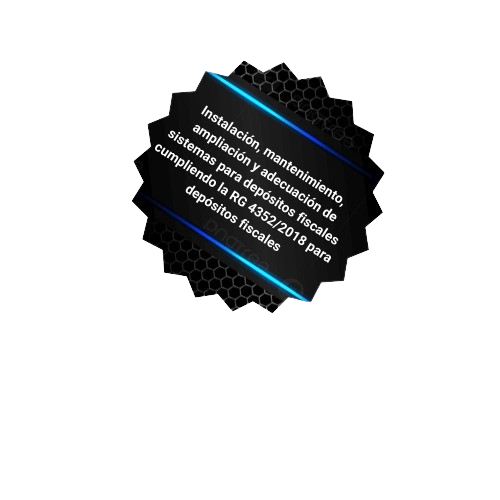 Instalación, mantenimiento,
ampliación y adecuación de
sistemas para depósitos fiscales
cumpliendo la RG 4352/2018 para
depósitos fiscales